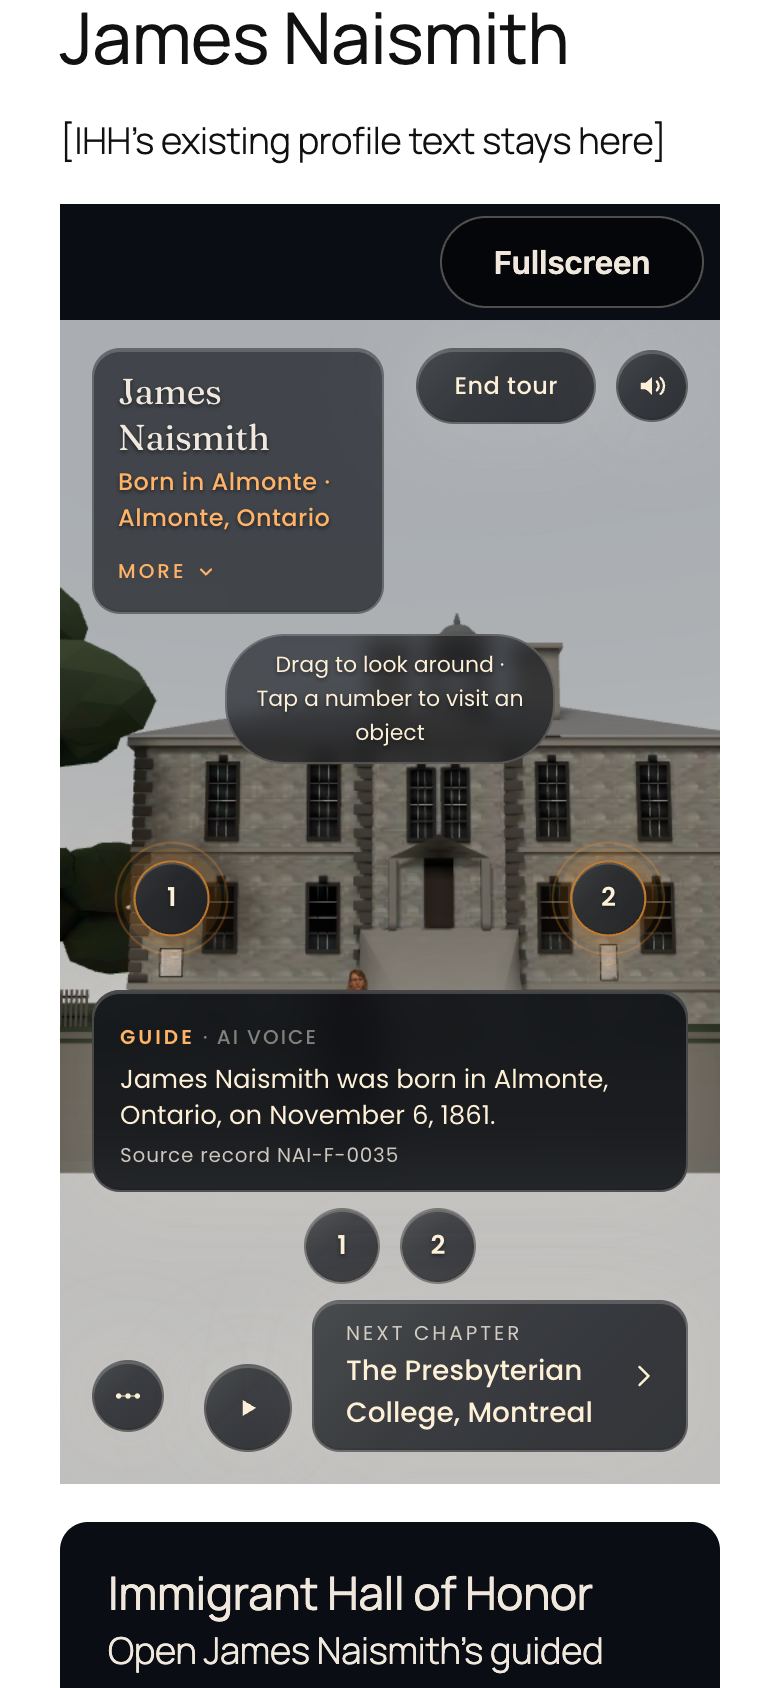 James Naismith
[IHH's existing profile text stays here]
Fullscreen
James
Naismith
Born in Almonte ·
Almonte, Ontario
MORE
End tour
Drag to look around ·
Tap a number to visit an
object
1
2
GUIDE · AI VOICE
James Naismith was born in Almonte,
Ontario, on November 6, 1861.
Source record NAI-F-0035
1
2
NEXT CHAPTER
The Presbyterian
College, Montreal
Immigrant Hall of Honor
Open James Naismith's guided